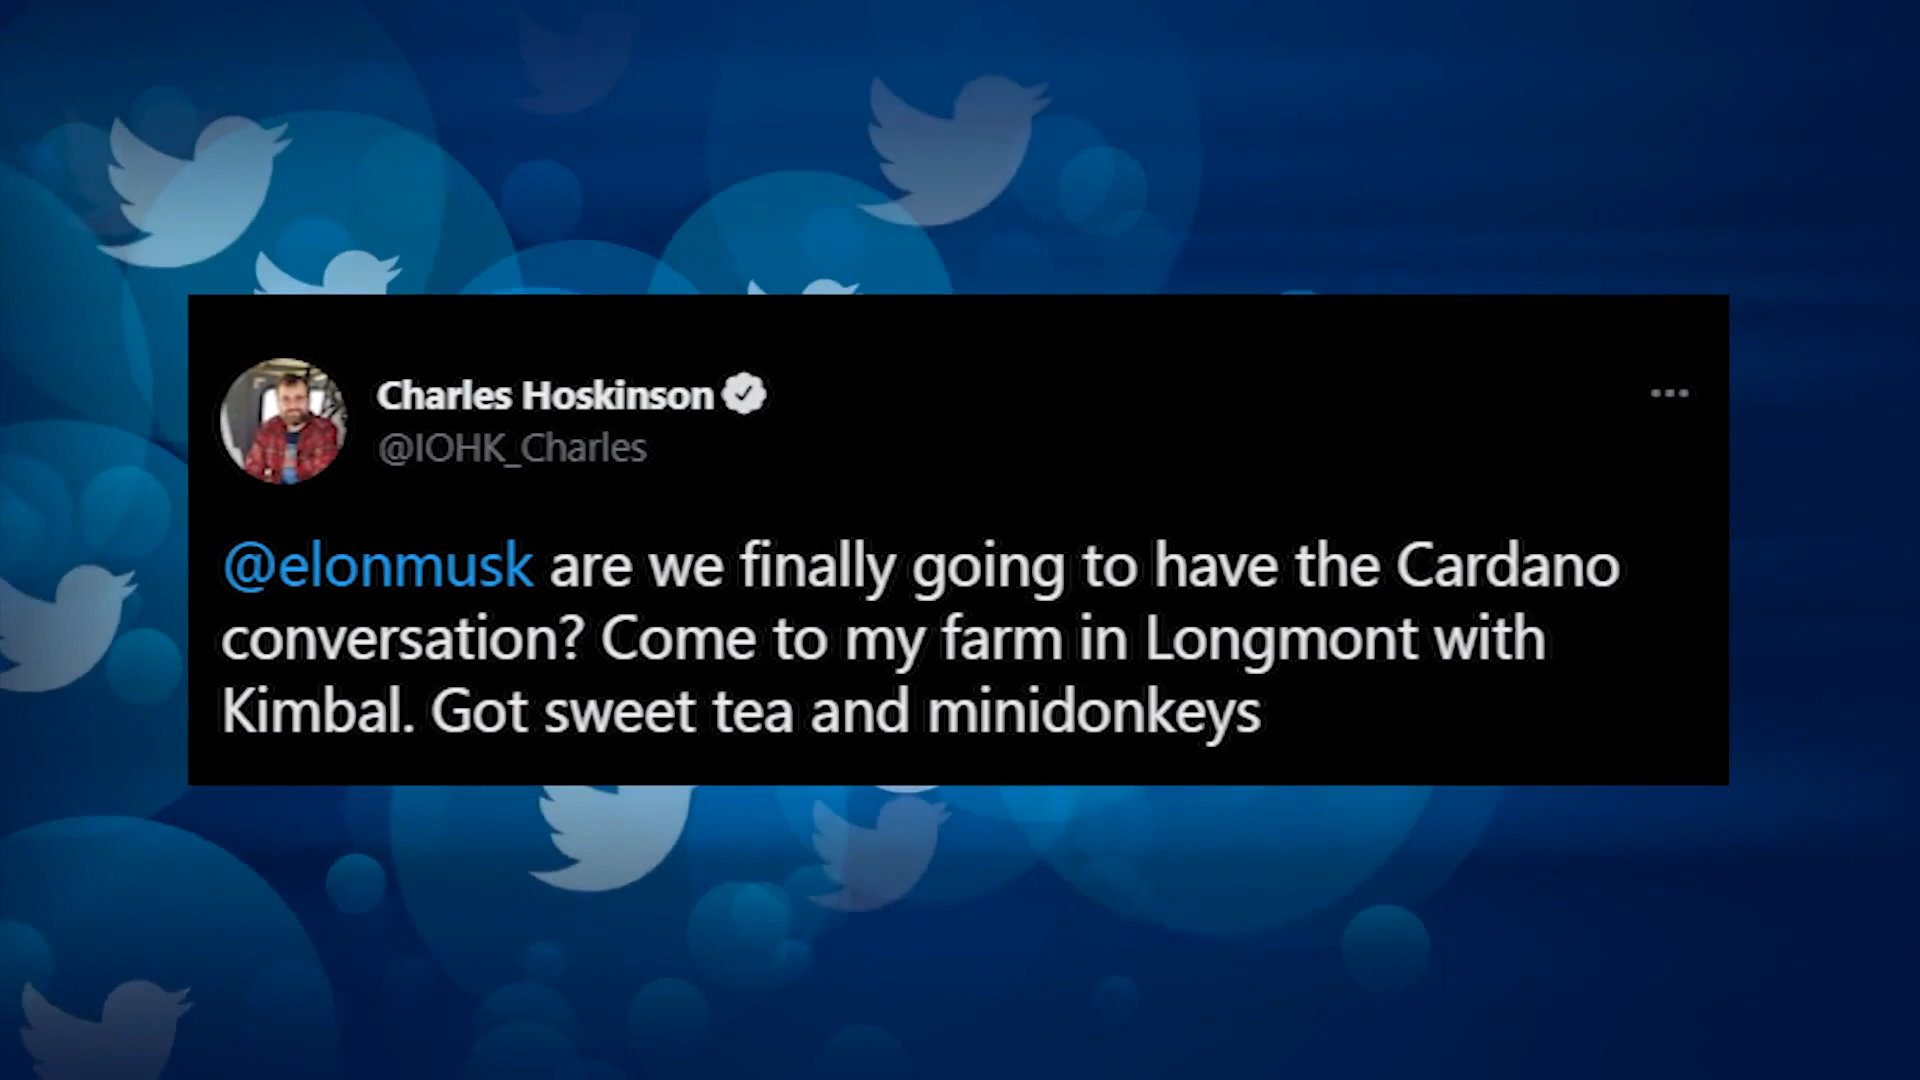 Charles Hoskinson
@IOHK_Charles
@elonmusk are we finally going to have the Cardano
conversation? Come to my farm in Longmont with
Kimbal. Got sweet tea and minidonkeys